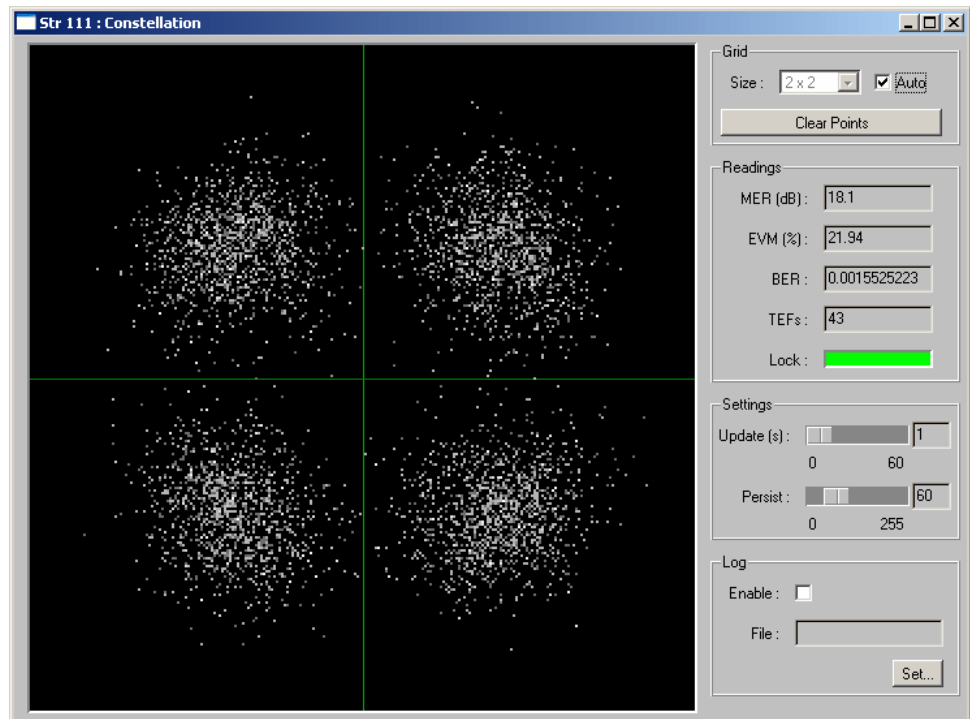 Str 111 : Constellation
Grid
Size : 2 x 2 Auto
Clear Points
Readings
MER (dB) : 18.1
EVM (%) : 21.94
BER : 0.0015525223
TEFs : 43
Lock :
Settings
Update (s) : 1
0 60
Persist : 60
0 255
Log
Enable :
File :
Set...